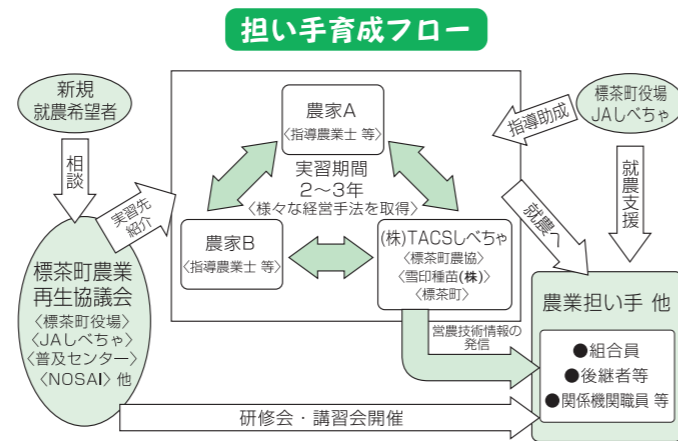 担い手育成フロー
新規
就農希望者
相談
標茶町農業
再生協議会
〈標茶町役場〉
〈JAしべちゃ〉
〈普及センター〉
〈NOSAI〉他
実習先
紹介
農家A
〈指導農業士 等〉
実習期間
2〜3年
〈様々な経営手法を取得〉
農家B
〈指導農業士 等〉
(株)TACSしべちゃ
〈標茶町農協〉
〈雪印種苗(株)〉
〈標茶町〉
標茶町役場
JAしべちゃ
指導助成
就農支援
就農へ
営農技術情報の
発信
農業担い手 他
●組合員
●後継者等
●関係機関職員 等
研修会・講習会開催